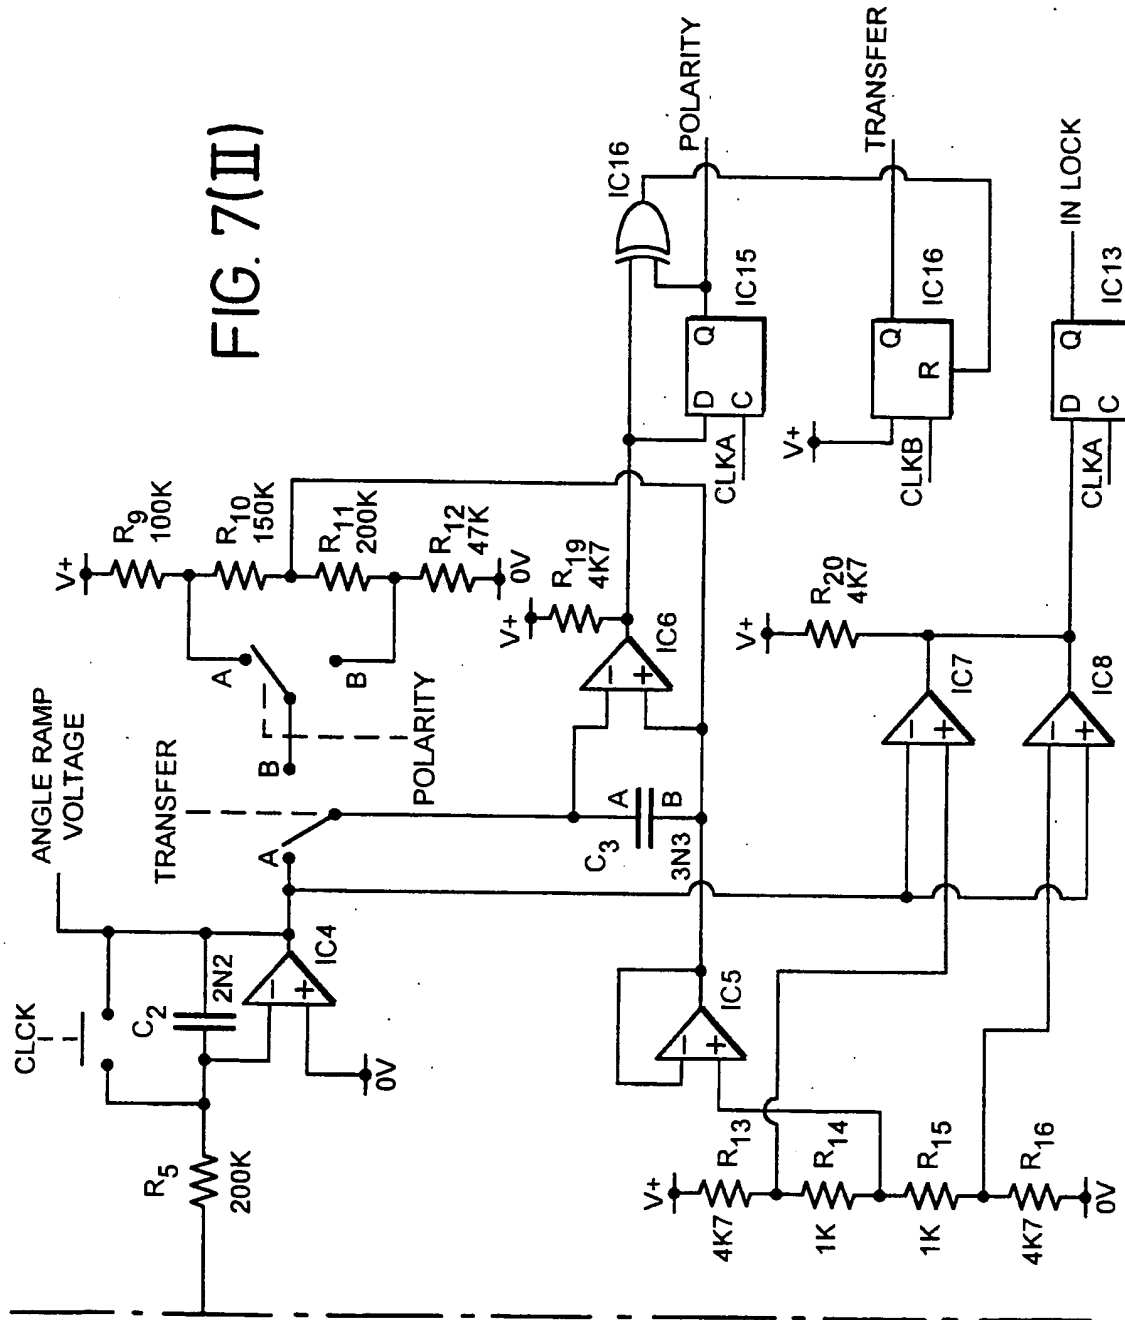 FIG. 7(II)
ANGLE RAMP
VOLTAGE
CLCK
TRANSFER
POLARITY
R5
200K
C2
2N2
−
+
IC4
0V
A
B
A
B
V+
R9
100K
R10
150K
R11
200K
R12
47K
0V
V+
R19
4K7
−
+
IC6
C3
3N3
A
B
−
+
IC5
V+
R13
4K7
R14
1K
R15
1K
R16
4K7
0V
V+
R20
4K7
−
+
IC7
−
+
IC8
IC16
POLARITY
D
Q
C
CLKA
IC15
V+
Q
R
CLKB
IC16
TRANSFER
D
Q
C
CLKA
IC13
IN LOCK